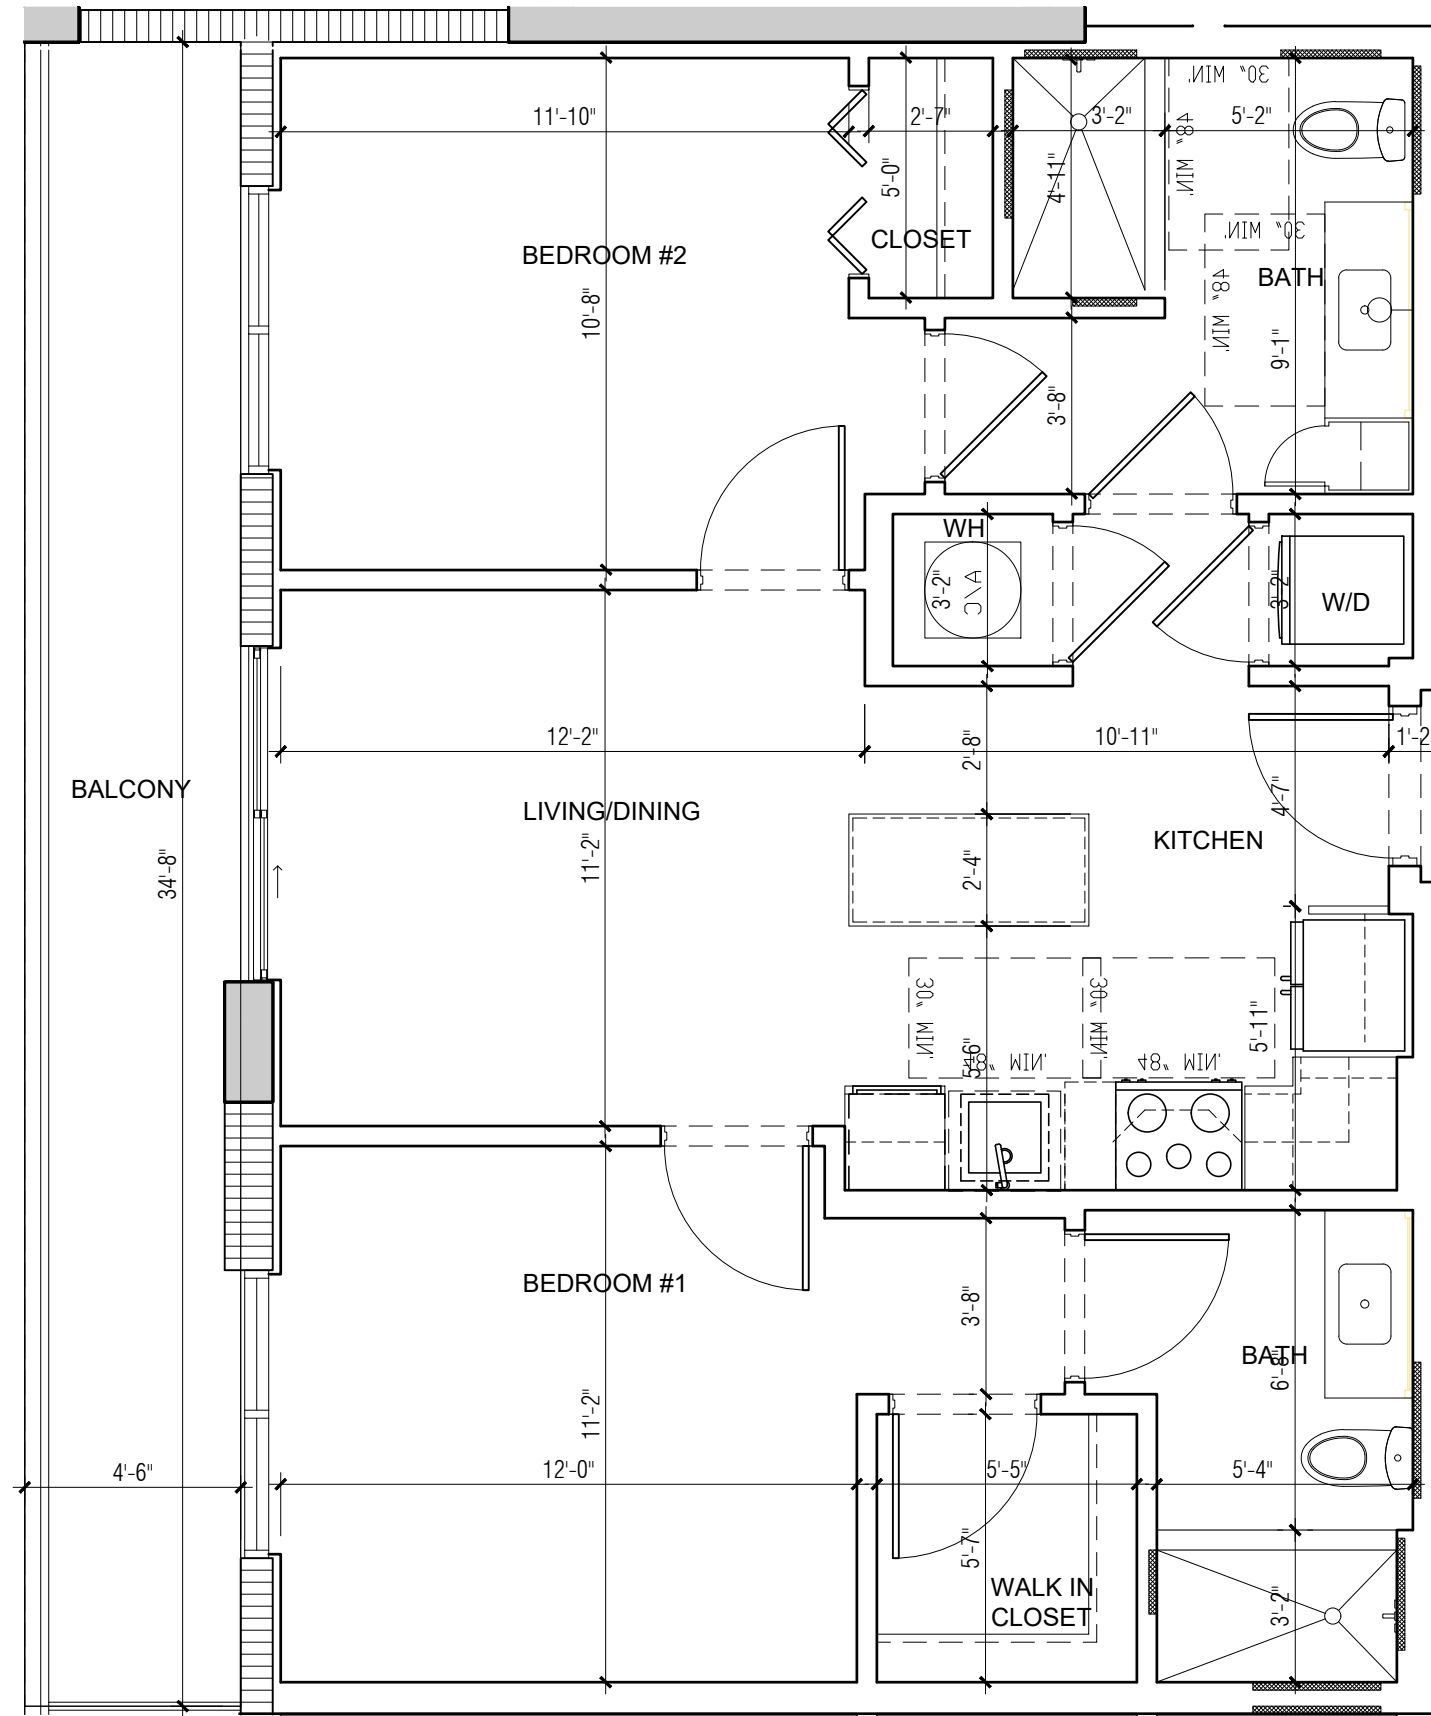 30" MIN.
11'-10"
2'-7"
3'-2"
5'-2"
48" MIN.
5'-0"
4'-11"
30" MIN.
CLOSET
BEDROOM #2
BATH
10'-8"
48" MIN.
9'-1"
3'-8"
WH
A/C
3'-2"
3'-2"
W/D
12'-2"
10'-11"
1'-2
2'-8"
BALCONY
LIVING/DINING
4'-7"
KITCHEN
34'-8"
11'-2"
2'-4"
30" MIN.
30" MIN.
5'-11"
5'-6"
48" MIN.
48" MIN.
BEDROOM #1
3'-8"
BATH
6'-8"
11'-2"
4'-6"
12'-0"
5'-5"
5'-4"
5'-7"
WALK IN
CLOSET
3'-2"